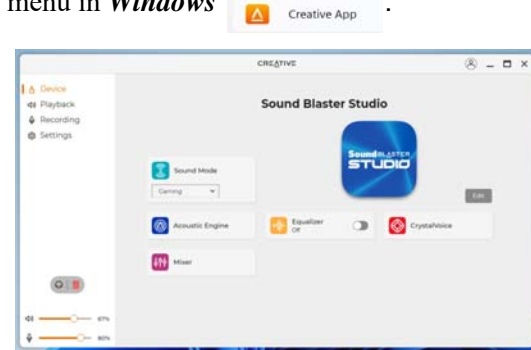 menu in Windows
Creative App
.
CREATIVE
Device
Playback
Recording
Settings
Sound Blaster Studio
Sound BLASTER
STUDIO
Sound Mode
Gaming
Edit
Acoustic Engine
Equalizer
Off
CrystalVoice
Mixer
67%
80%